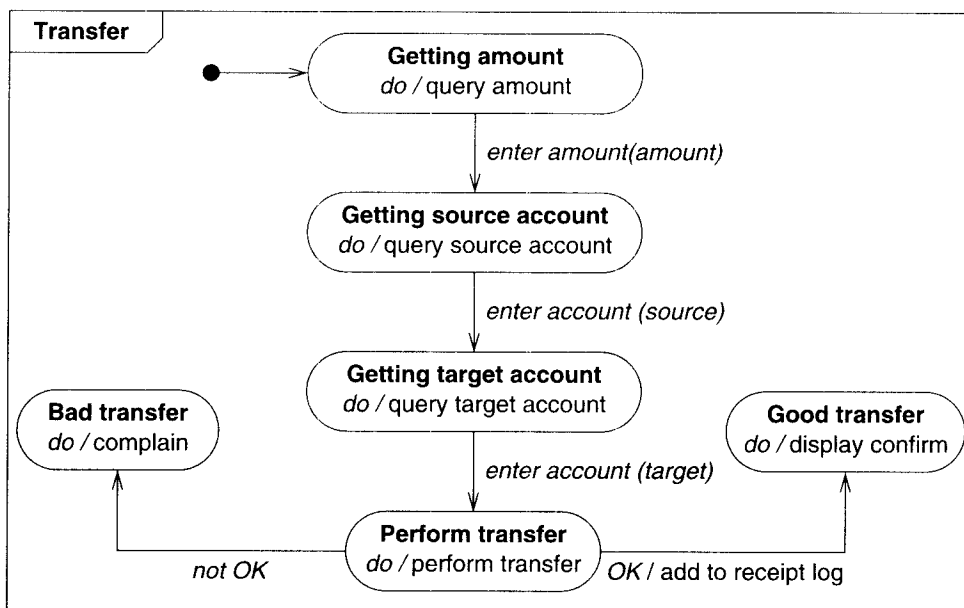 Transfer
Getting amount
do / query amount
enter amount(amount)
Getting source account
do / query source account
enter account (source)
Getting target account
do / query target account
Bad transfer
do / complain
Good transfer
do / display confirm
enter account (target)
Perform transfer
do / perform transfer
not OK
OK / add to receipt log